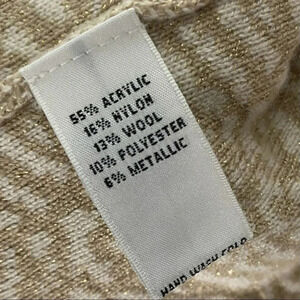 55% ACRYLIC
16% NYLON
13% WOOL
10% POLYESTER
6% METALLIC
HAND WASH COLD